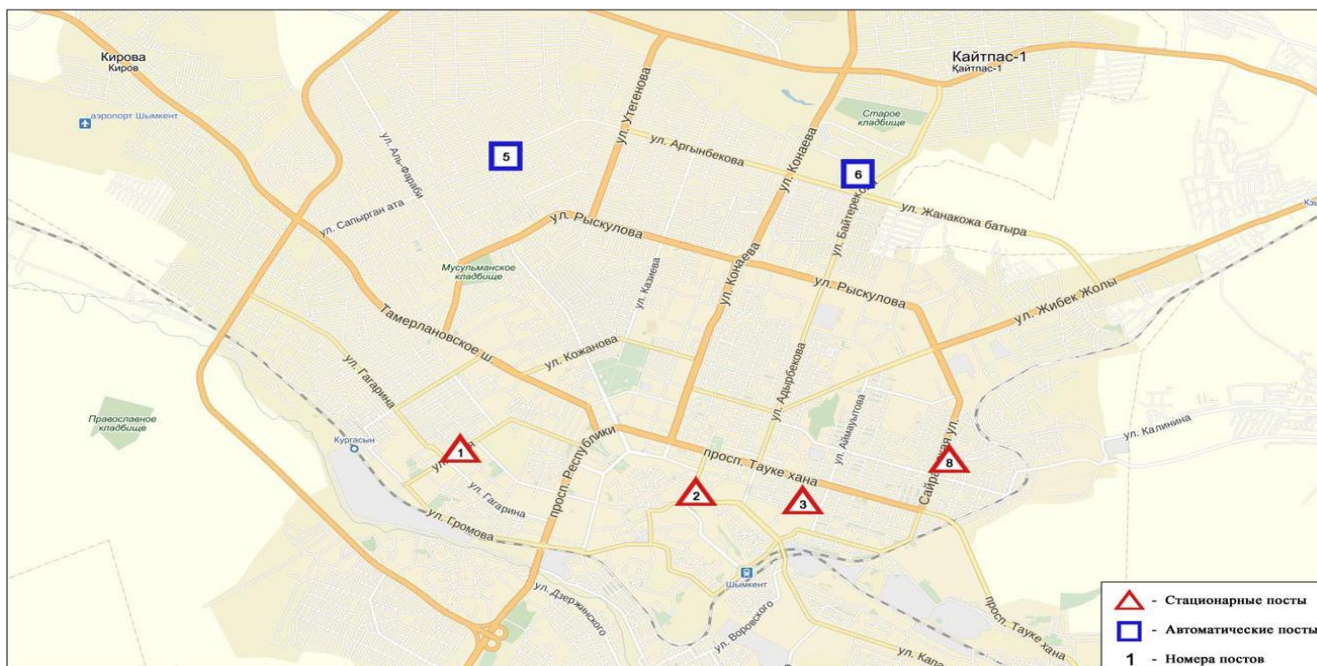 Кирова
Киров
аэропорт Шымкент
Кайтпас-1
Қайтпас-1
Старое
кладбище
ул. Утегенова
ул. Аль-Фараби
5
ул. Аргынбекова
ул. Конаева
6
ул. Байтерекова
ул. Жанакожа батыра
ул. Сапырган ата
ул. Рыскулова
Мусульманское
кладбище
ул. Казиева
ул. Конаева
ул. Рыскулова
ул. Жибек Жолы
Тамерлановское ш.
ул. Кожанова
ул. Гагарина
ул. Адырбекова
ул. Аймауытова
Православное
кладбище
Кургасын
1
просп. Республики
просп. Тауке хана
8
ул. Калинина
ул. Гагарина
2
3
ул. Громова
Шымкент
ул. Дзержинского
ул. Воровского
просп. Тауке хана
- Стационарные посты
- Автоматические посты
1 - Номера постов